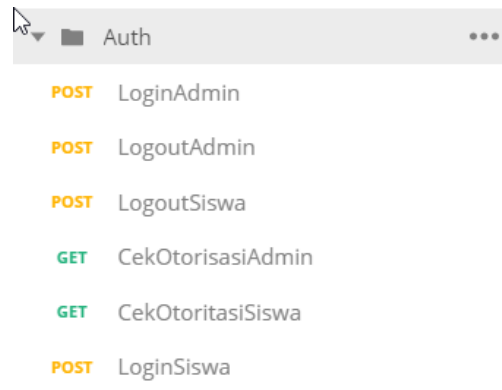 Auth
POST LoginAdmin
POST LogoutAdmin
POST LogoutSiswa
GET CekOtorisasiAdmin
GET CekOtoritasiSiswa
POST LoginSiswa